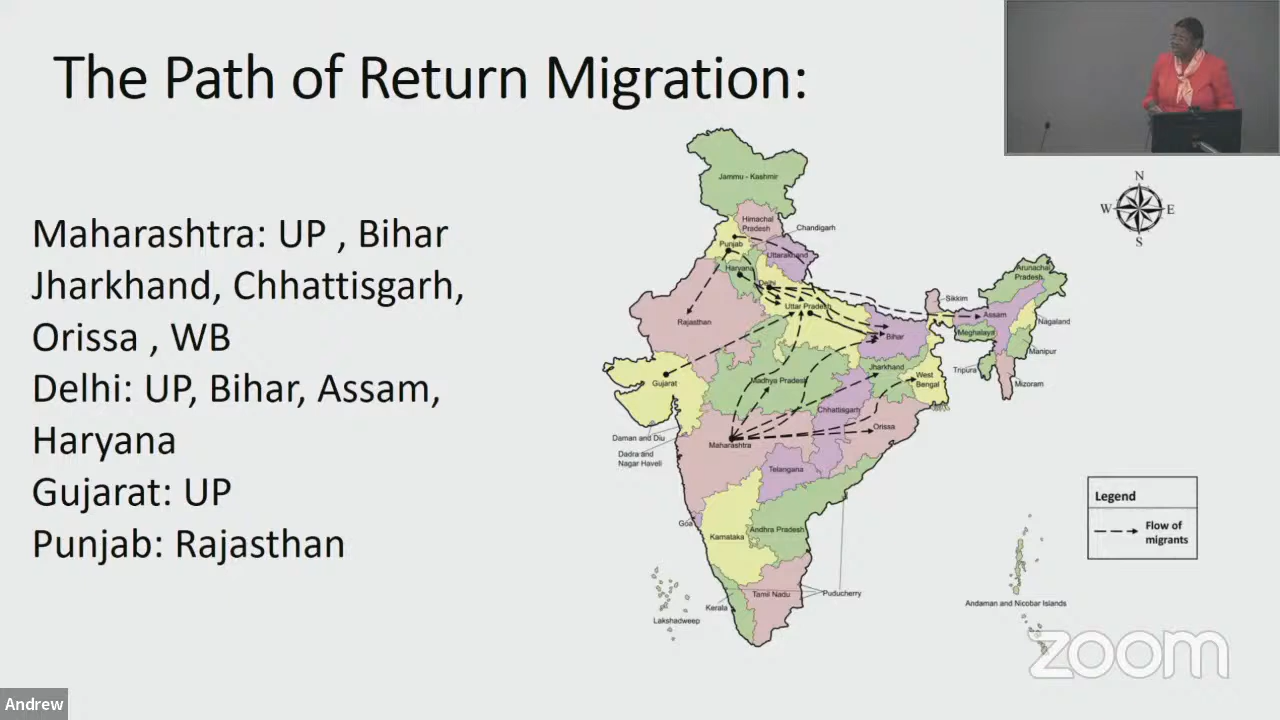 The Path of Return Migration:
Maharashtra: UP , Bihar
Jharkhand, Chhattisgarh,
Orissa , WB
Delhi: UP, Bihar, Assam,
Haryana
Gujarat: UP
Punjab: Rajasthan
Jammu - Kashmir
Himachal
Pradesh
Chandigarh
Punjab
Uttarakhand
Haryana
Delhi
Arunachal
Pradesh
Rajasthan
Uttar Pradesh
Sikkim
Assam
Nagaland
Bihar
Meghalaya
Manipur
Gujarat
Madhya Pradesh
Jharkhand
West
Bengal
Tripura
Mizoram
Chhattisgarh
Daman and Diu
Maharashtra
Orissa
Dadra and
Nagar Haveli
Telangana
Goa
Karnataka
Andhra Pradesh
Tamil Nadu
Puducherry
Kerala
Lakshadweep
Andaman and Nicobar Islands
N
W
E
S
Legend
Flow of
migrants
zoom
Andrew